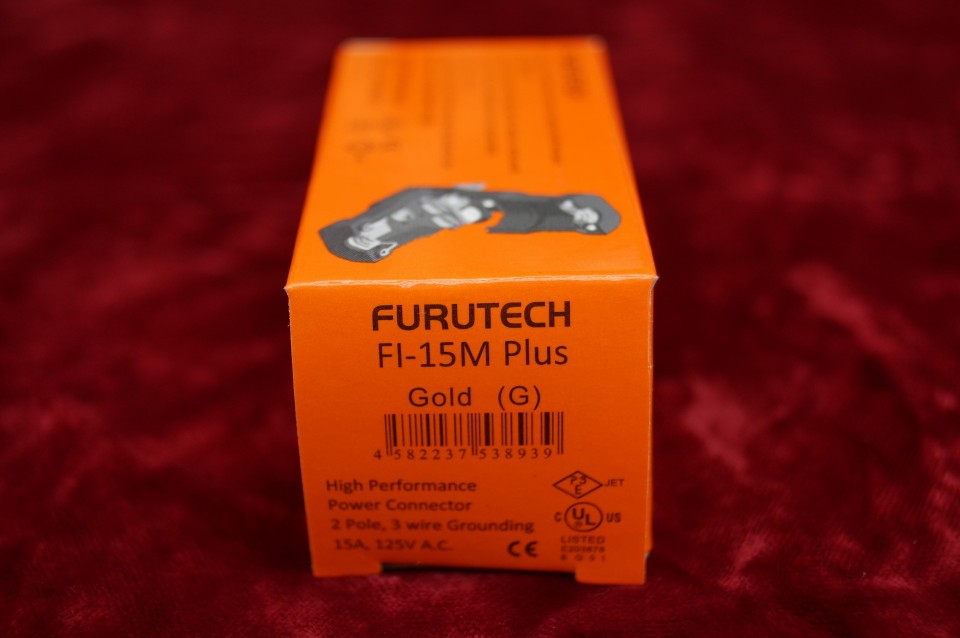 FURUTECH
FI-15M Plus
Gold (G)
4 582237 538939
High Performance
Power Connector
2 Pole, 3 wire Grounding
15A, 125V A.C.
CE
PSE JET
C UL US
LISTED